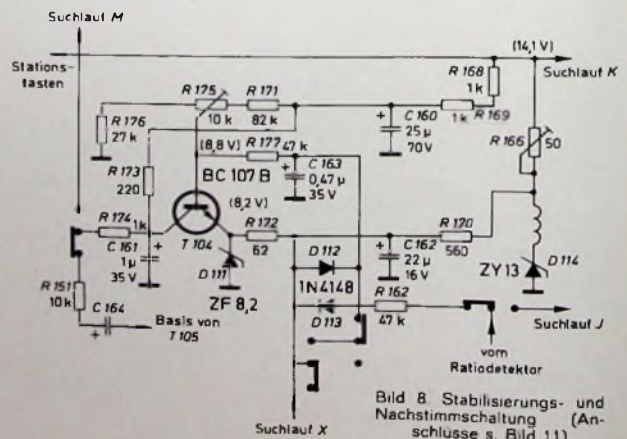 Suchlauf M
(14,1 V)
Stations-
tasten
Suchlauf K
R 168
1k
R 175
R 171
R 176
27 k
10 k
82 k
C 160
25 µ
70 V
1k
R 169
R 166
50
R 173
220
(8,8 V)
R 177
47 k
BC 107 B
C 163
0,47 µ
35 V
(8,2 V)
R 174
1k
R 172
62
R 170
560
C 161
1 µ
35 V
T 104
D 111
ZF 8,2
D 112
1N4148
C 162
22 µ
16 V
ZY 13
D 114
R 151
10k
C 164
D 113
R 162
47 k
Suchlauf J
Basis von
T 105
vom
Ratiodetektor
Suchlauf X
Bild 8. Stabilisierungs- und
Nachstimmschaltung (An-
schlüsse s. Bild 11)